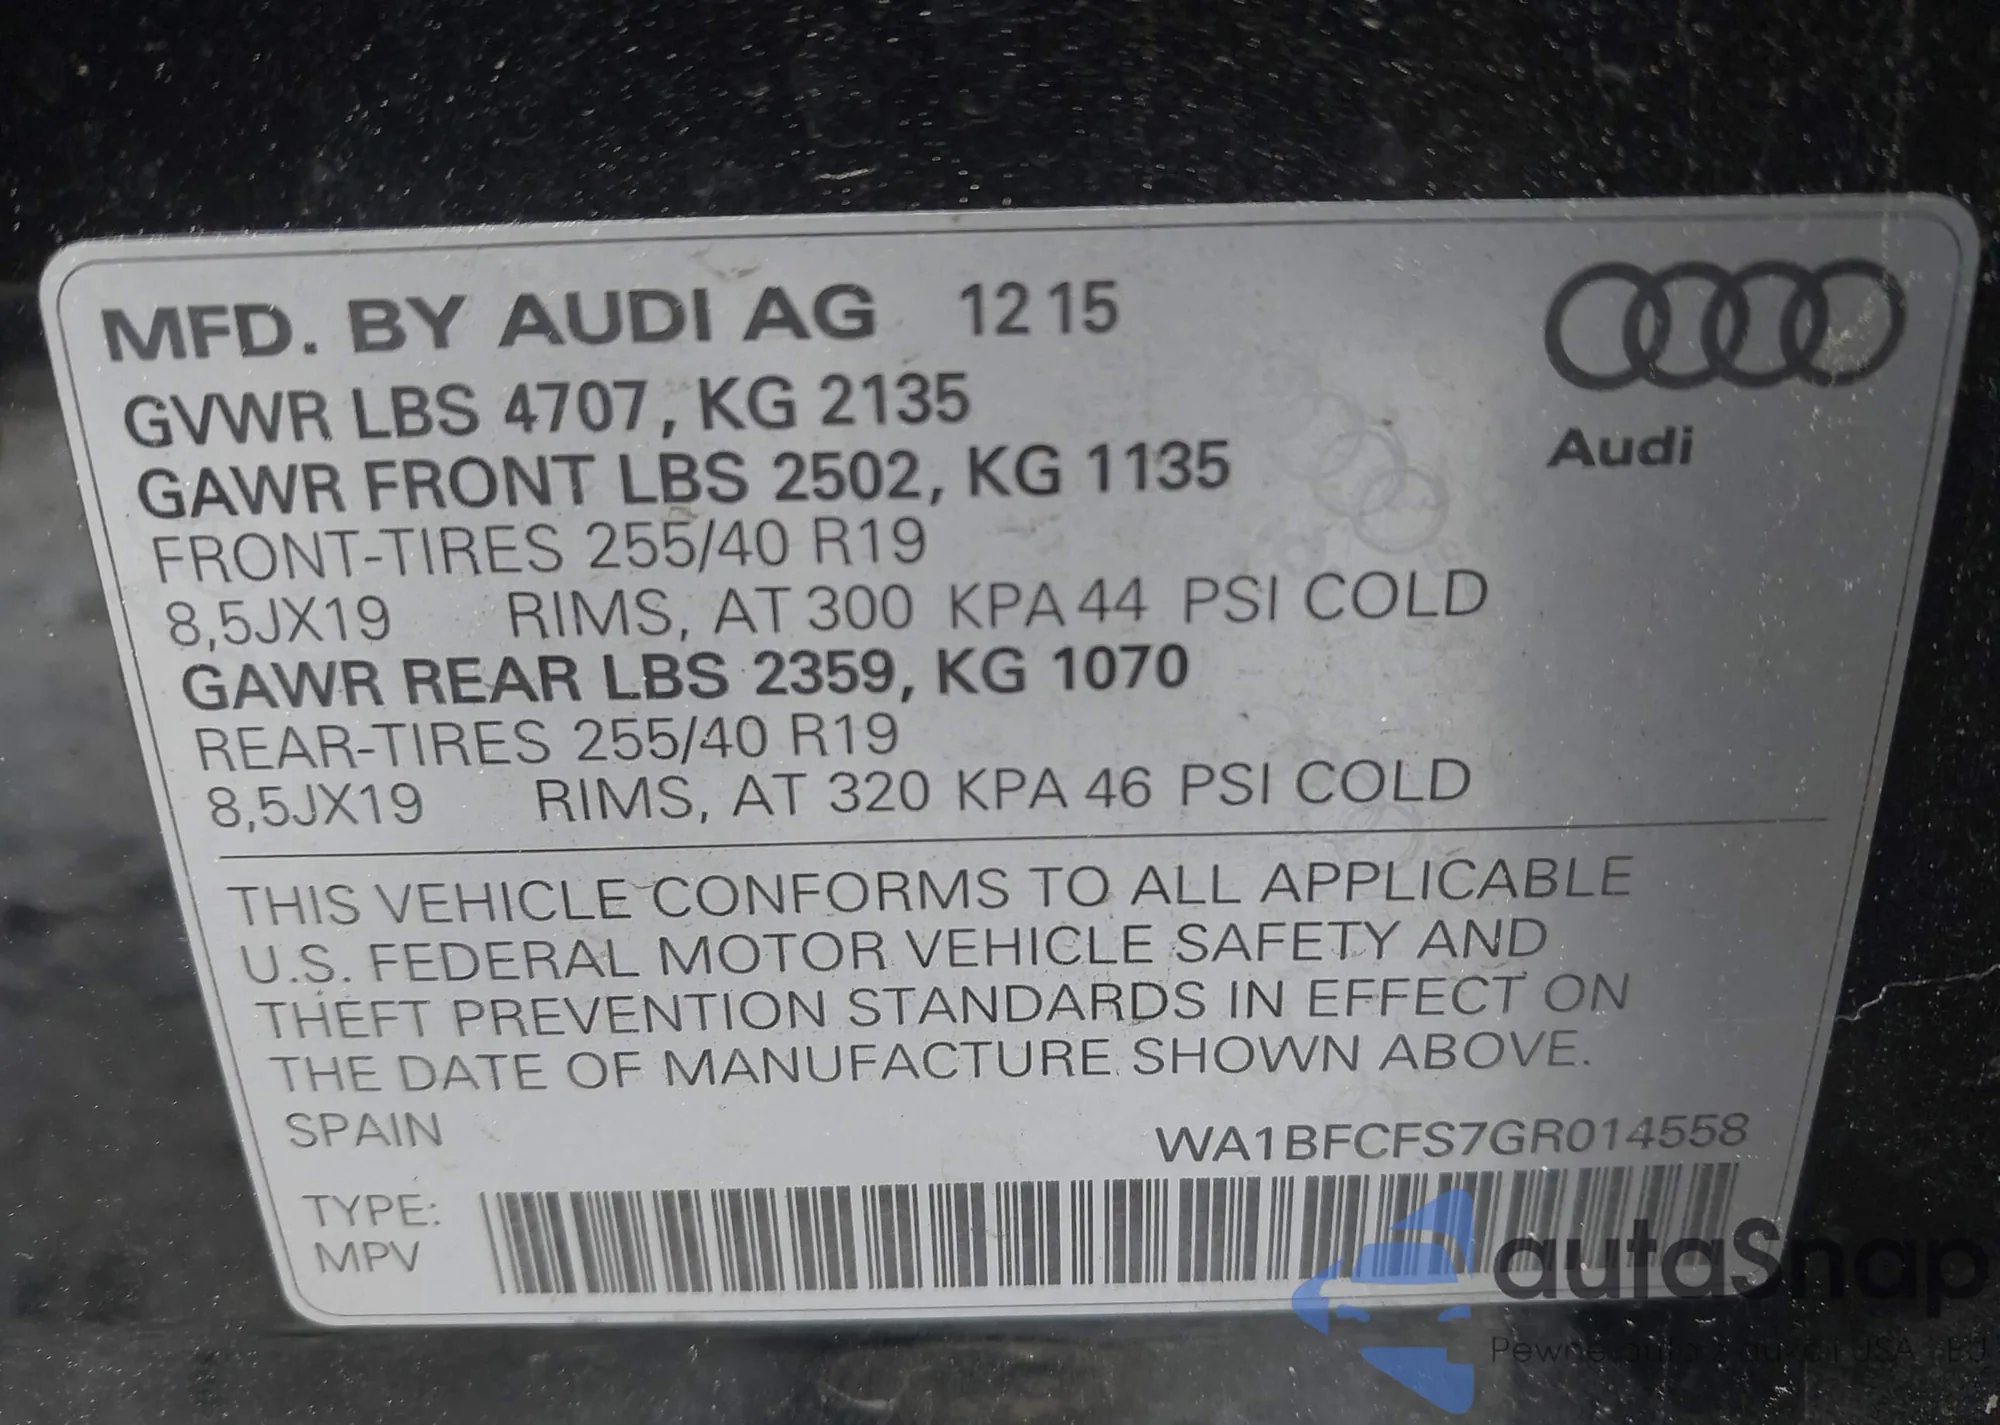 MFD. BY AUDI AG 12 15
Audi
GVWR LBS 4707, KG 2135
GAWR FRONT LBS 2502, KG 1135
FRONT-TIRES 255/40 R19
8,5JX19 RIMS, AT 300 KPA 44 PSI COLD
GAWR REAR LBS 2359, KG 1070
REAR-TIRES 255/40 R19
8,5JX19 RIMS, AT 320 KPA 46 PSI COLD
THIS VEHICLE CONFORMS TO ALL APPLICABLE
U.S. FEDERAL MOTOR VEHICLE SAFETY AND
THEFT PREVENTION STANDARDS IN EFFECT ON
THE DATE OF MANUFACTURE SHOWN ABOVE.
SPAIN
WA1BFCFS7GR014558
TYPE:
MPV
autaSnap
Pewne auta z USA